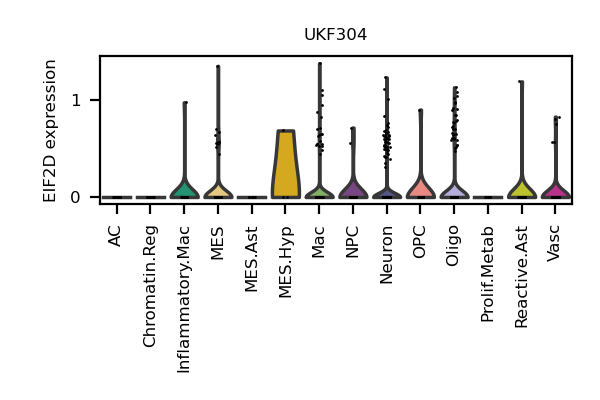 UKF304
EIF2D expression
1
0
AC
Chromatin.Reg
Inflammatory.Mac
MES
MES.Ast
MES.Hyp
Mac
NPC
Neuron
OPC
Oligo
Prolif.Metab
Reactive.Ast
Vasc